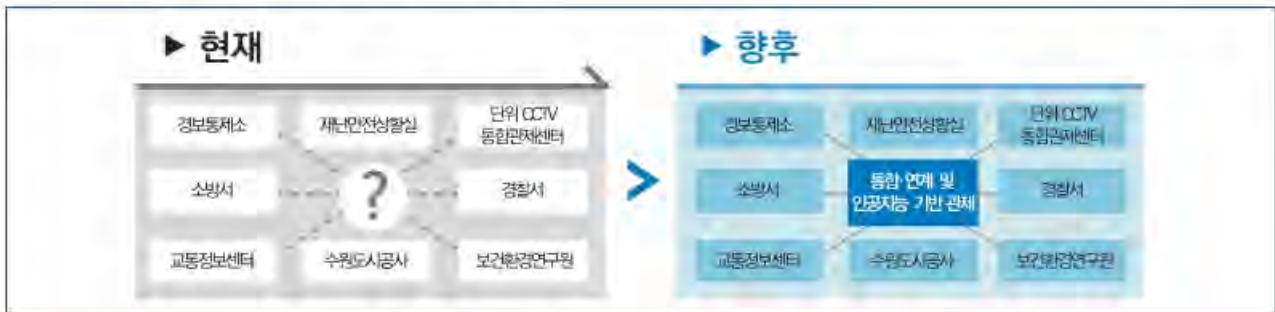 ▶ 현재
경보통제소
재난안전상황실
단위 CCTV
통합관제센터
소방서
?
경찰서
교통정보센터
수원도시공사
보건환경연구원
>
▶ 향후
경보통제소
재난안전상황실
단위 CCTV
통합관제센터
소방서
통합·연계 및
인공지능 기반 관제
경찰서
교통정보센터
수원도시공사
보건환경연구원